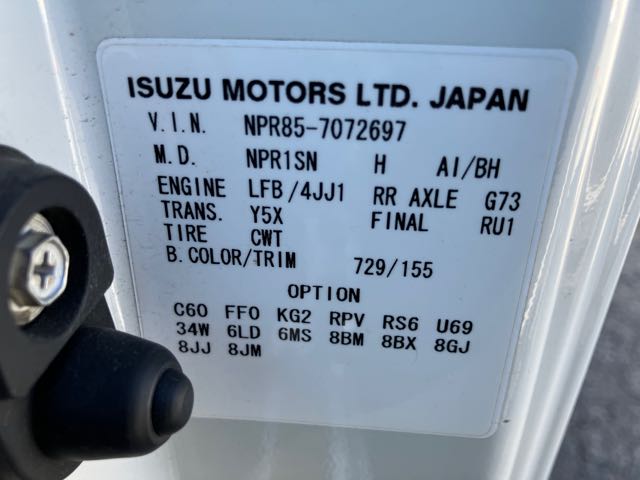 ISUZU MOTORS LTD. JAPAN
V.I.N. NPR85-7072697
M.D. NPR1SN H AI/BH
ENGINE LFB/4JJ1 RR AXLE G73
TRANS. Y5X FINAL RU1
TIRE CWT
B.COLOR/TRIM 729/155
OPTION
C60 FF0 KG2 RPV RS6 U69
34W 6LD 6MS 8BM 8BX 8GJ
8JJ 8JM